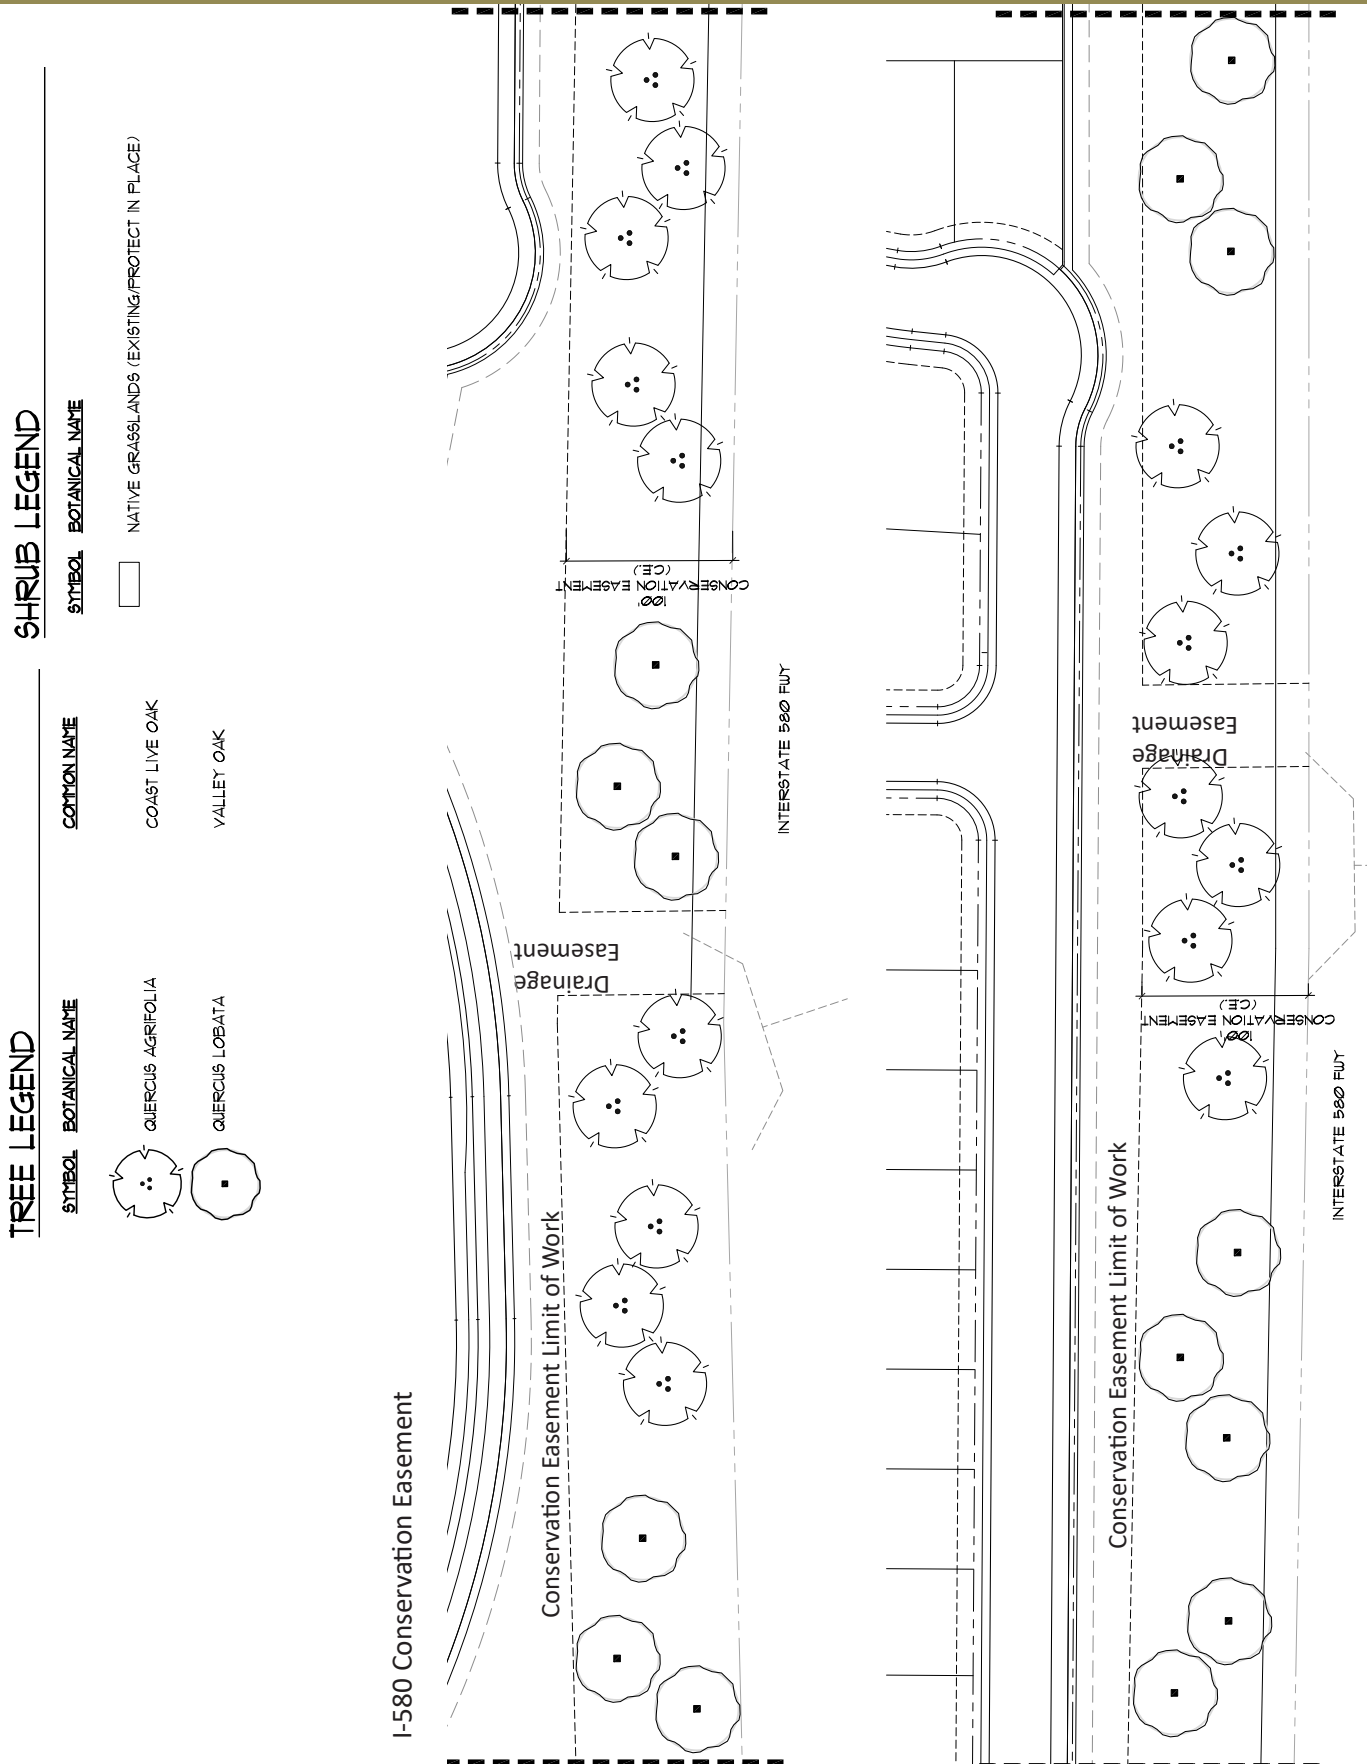 TREE LEGEND
SYMBOL BOTANICAL NAME COMMON NAME
QUERCUS AGRIFOLIA COAST LIVE OAK
QUERCUS LOBATA VALLEY OAK
SHRUB LEGEND
SYMBOL BOTANICAL NAME
NATIVE GRASSLANDS (EXISTING/PROTECT IN PLACE)
I-580 Conservation Easement
Conservation Easement Limit of Work
Drainage
Easement
100'
CONSERVATION EASEMENT
(C.E.)
INTERSTATE 580 FWY
Conservation Easement Limit of Work
100'
CONSERVATION EASEMENT
(C.E.)
Drainage
Easement
INTERSTATE 580 FWY